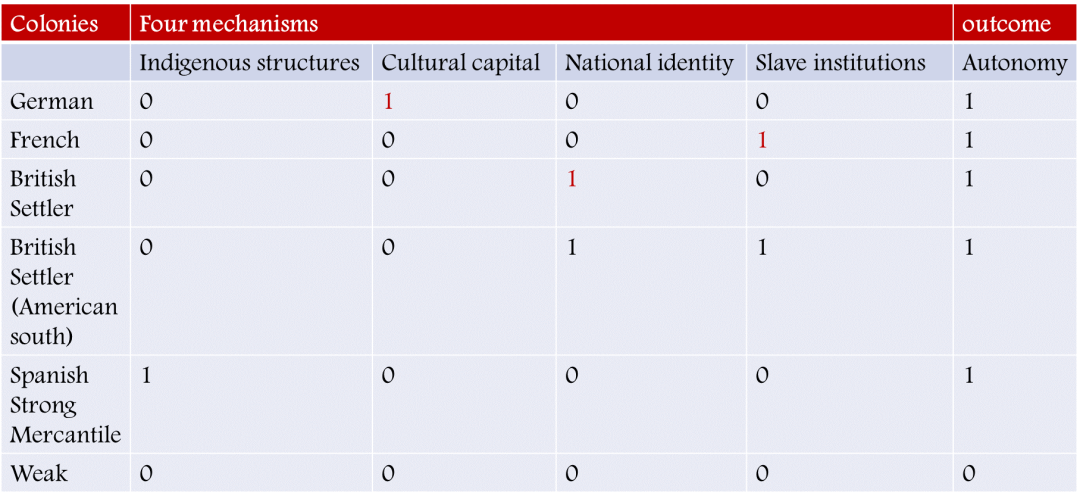 Colonies Four mechanisms outcome
Indigenous structures Cultural capital National identity Slave institutions Autonomy
German 0 1 0 0 1
French 0 0 0 1 1
British 0 0 1 0 1
Settler
British 0 0 1 1 1
Settler
(American
south)
Spanish 1 0 0 0 1
Strong
Mercantile
Weak 0 0 0 0 0